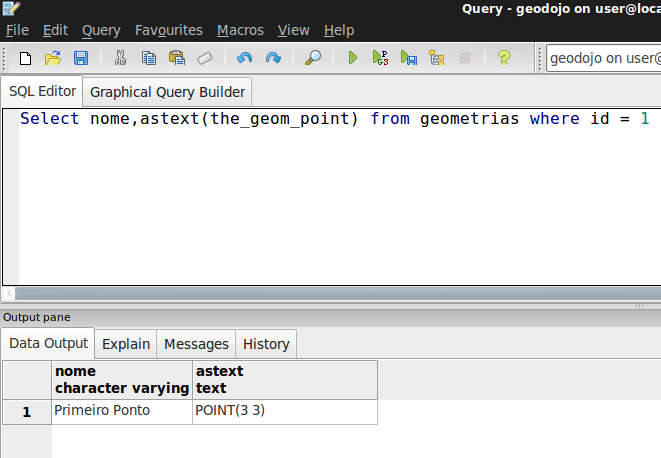 Query - geodojo on user@loca
File Edit Query Favourites Macros View Help
geodojo on user@
SQL Editor Graphical Query Builder
Select nome,astext(the_geom_point) from geometrias where id = 1
Output pane
Data Output Explain Messages History
nome astext
character varying text
1 Primeiro Ponto POINT(3 3)